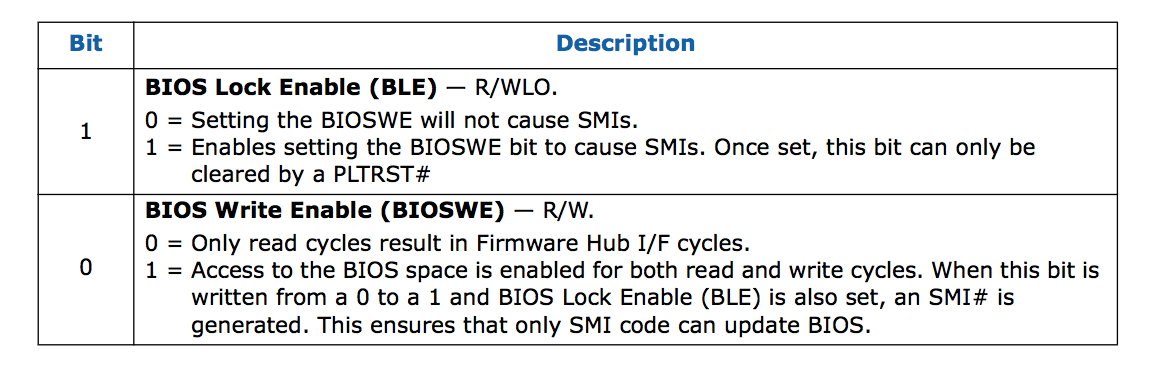 Bit Description
BIOS Lock Enable (BLE) — R/WLO.
0 = Setting the BIOSWE will not cause SMIs.
1
1 = Enables setting the BIOSWE bit to cause SMIs. Once set, this bit can only be
cleared by a PLTRST#
BIOS Write Enable (BIOSWE) — R/W.
0 = Only read cycles result in Firmware Hub I/F cycles.
0
1 = Access to the BIOS space is enabled for both read and write cycles. When this bit is
written from a 0 to a 1 and BIOS Lock Enable (BLE) is also set, an SMI# is
generated. This ensures that only SMI code can update BIOS.